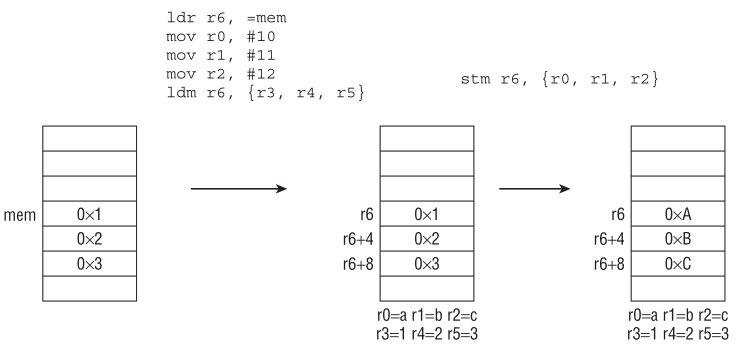 ldr r6, =mem
mov r0, #10
mov r1, #11
mov r2, #12
ldm r6, {r3, r4, r5}
stm r6, {r0, r1, r2}
mem 0×1
0×2
0×3
r6 0×1
r6+4 0×2
r6+8 0×3
r0=a r1=b r2=c
r3=1 r4=2 r5=3
r6 0×A
r6+4 0×B
r6+8 0×C
r0=a r1=b r2=c
r3=1 r4=2 r5=3